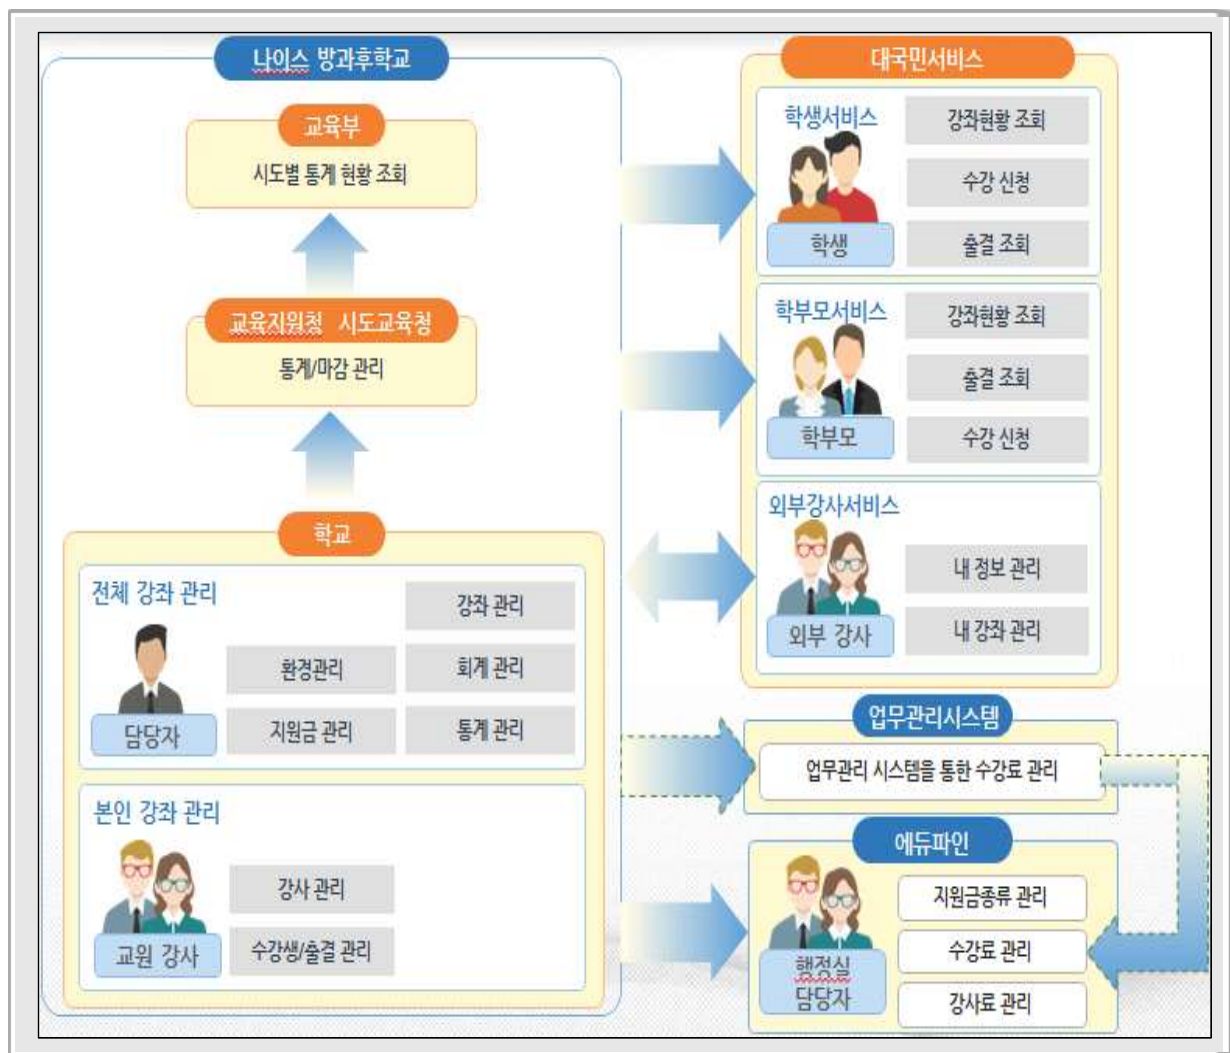 나이스 방과후학교
교육부
시도별 통계 현황 조회
교육지원청 시도교육청
통계/마감 관리
학교
전체 강좌 관리
담당자
강좌 관리
환경관리
회계 관리
지원금 관리
통계 관리
본인 강좌 관리
교원 강사
강사 관리
수강생/출결 관리
대국민서비스
학생서비스
학생
강좌현황 조회
수강 신청
출결 조회
학부모서비스
학부모
강좌현황 조회
출결 조회
수강 신청
외부강사서비스
외부 강사
내 정보 관리
내 강좌 관리
업무관리시스템
업무관리 시스템을 통한 수강료 관리
에듀파인
행정실
담당자
지원금종류 관리
수강료 관리
강사료 관리